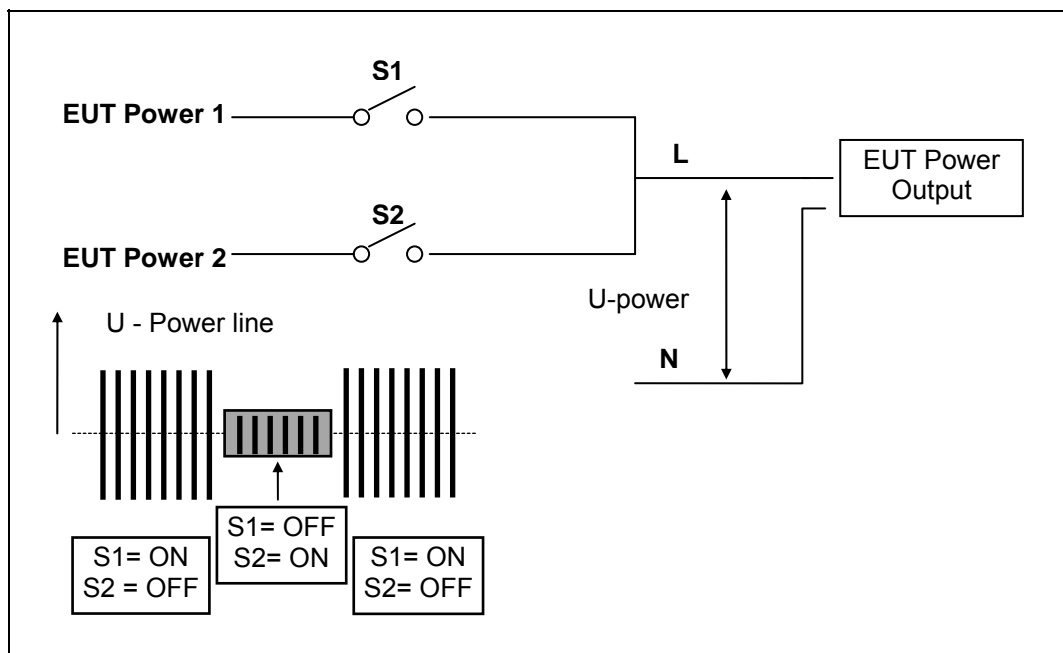 S1
EUT Power 1
L
EUT Power
Output
S2
EUT Power 2
U-power
U - Power line
N
S1= OFF
S2= ON
S1= ON
S2 = OFF
S1= ON
S2= OFF